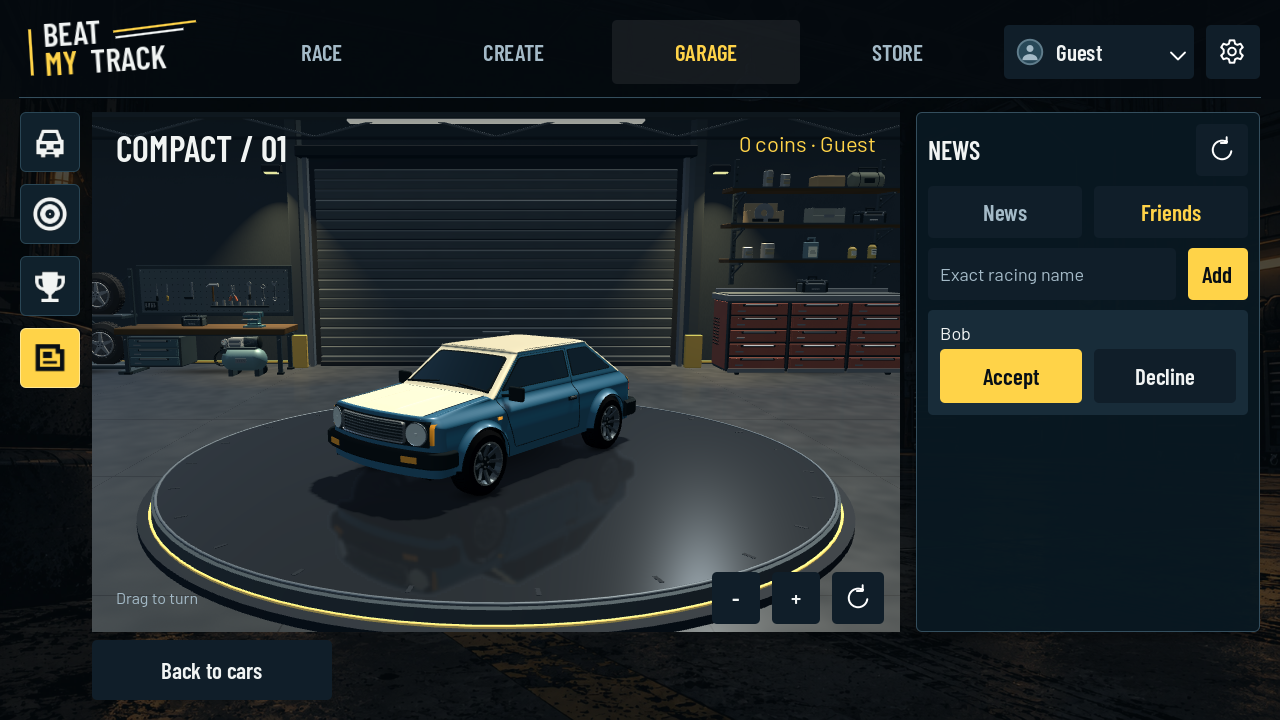 BEAT
MY TRACK
RACE
CREATE
GARAGE
STORE
Guest
COMPACT / 01
0 coins · Guest
NEWS
News
Friends
Exact racing name
Add
Bob
Accept
Decline
Drag to turn
-
+
Back to cars